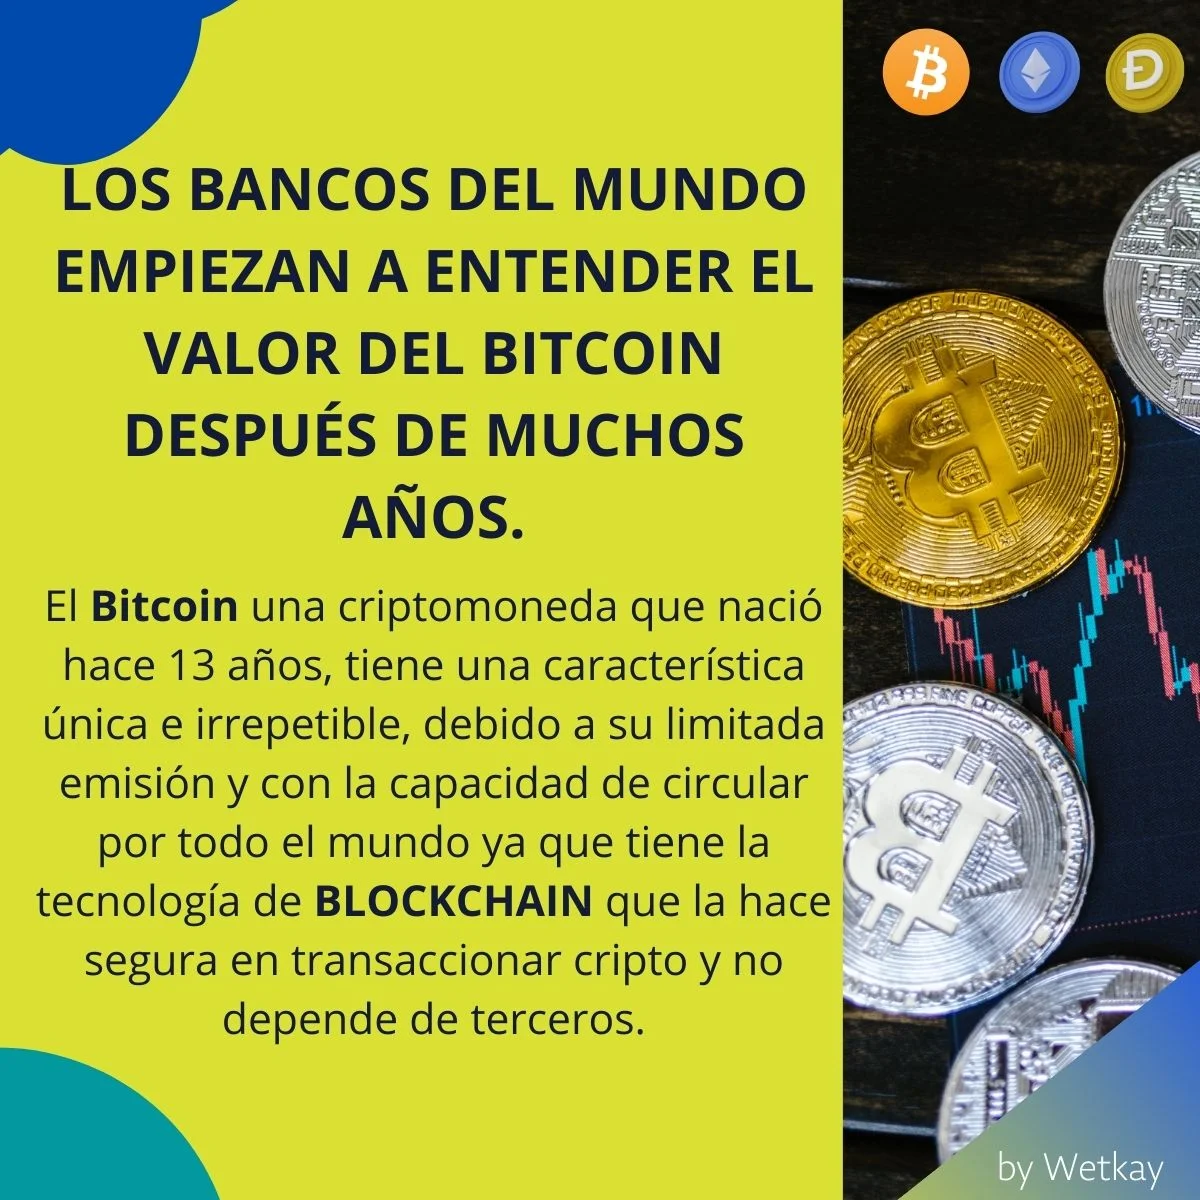 LOS BANCOS DEL MUNDO
EMPIEZAN A ENTENDER EL
VALOR DEL BITCOIN
DESPUÉS DE MUCHOS
AÑOS.
El Bitcoin una criptomoneda que nació
hace 13 años, tiene una característica
única e irrepetible, debido a su limitada
emisión y con la capacidad de circular
por todo el mundo ya que tiene la
tecnología de BLOCKCHAIN que la hace
segura en transaccionar cripto y no
depende de terceros.
by Wetkay